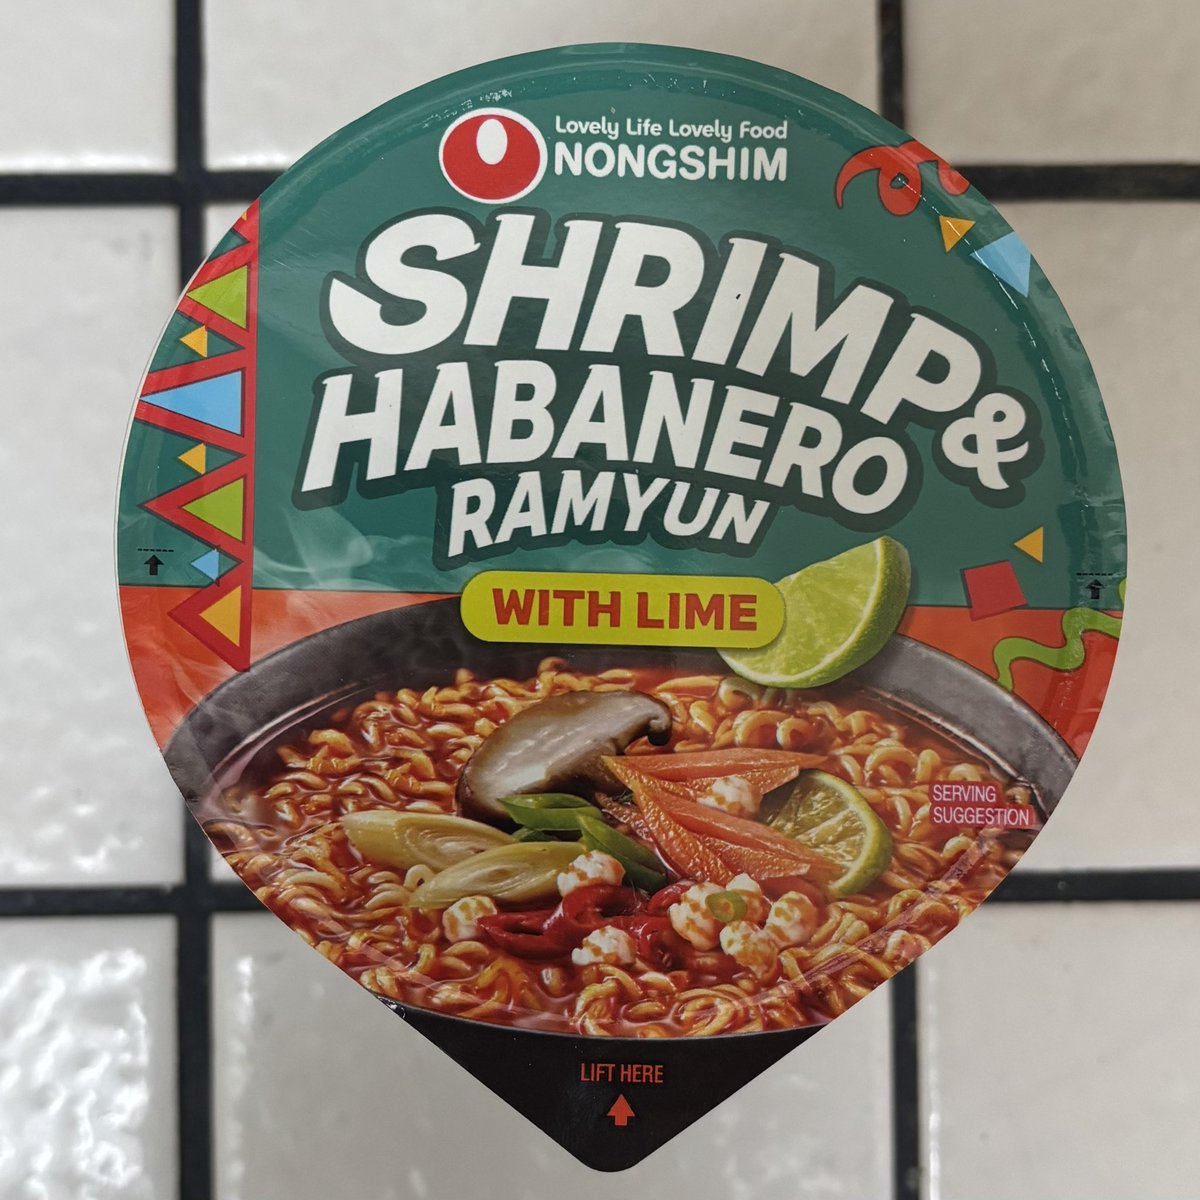 Lovely Life Lovely Food
NONGSHIM
SHRIMP &
HABANERO
RAMYUN
WITH LIME
SERVING
SUGGESTION
LIFT HERE